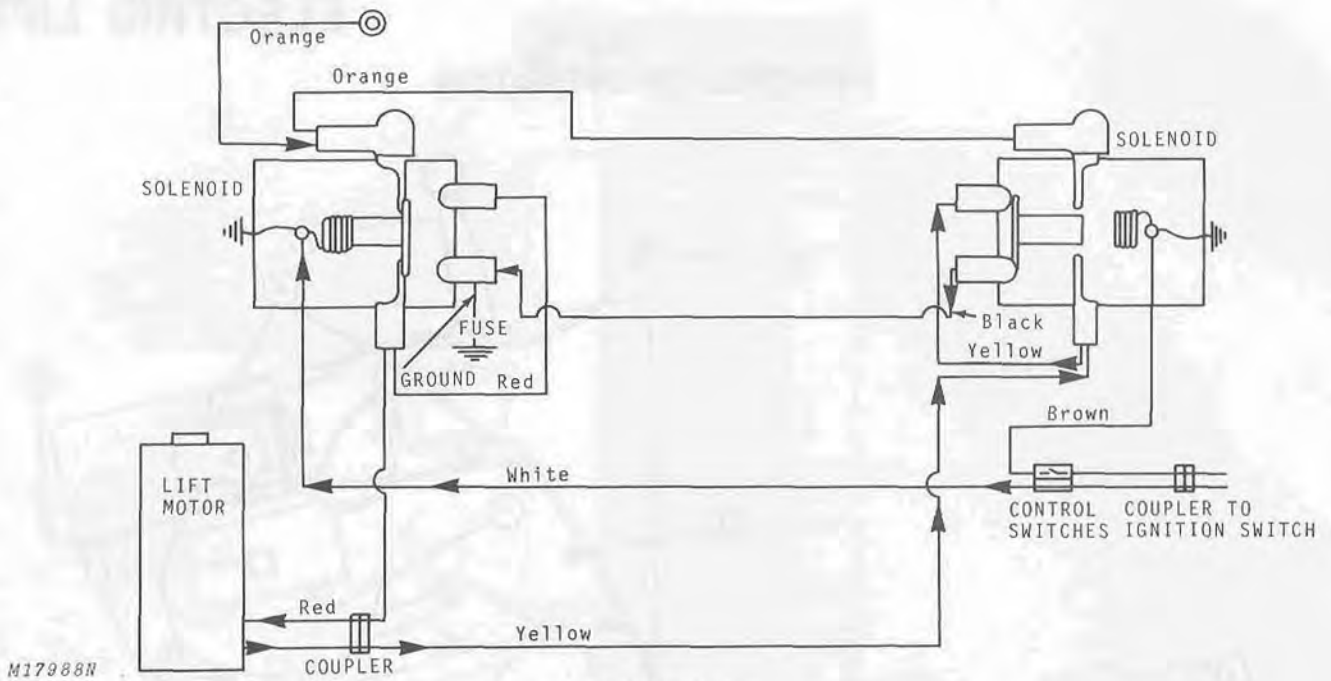 Orange
Orange
SOLENOID
SOLENOID
FUSE
GROUND
Red
Black
Yellow
Brown
White
LIFT
MOTOR
CONTROL
SWITCHES
COUPLER TO
IGNITION SWITCH
Red
Yellow
COUPLER
M17988N